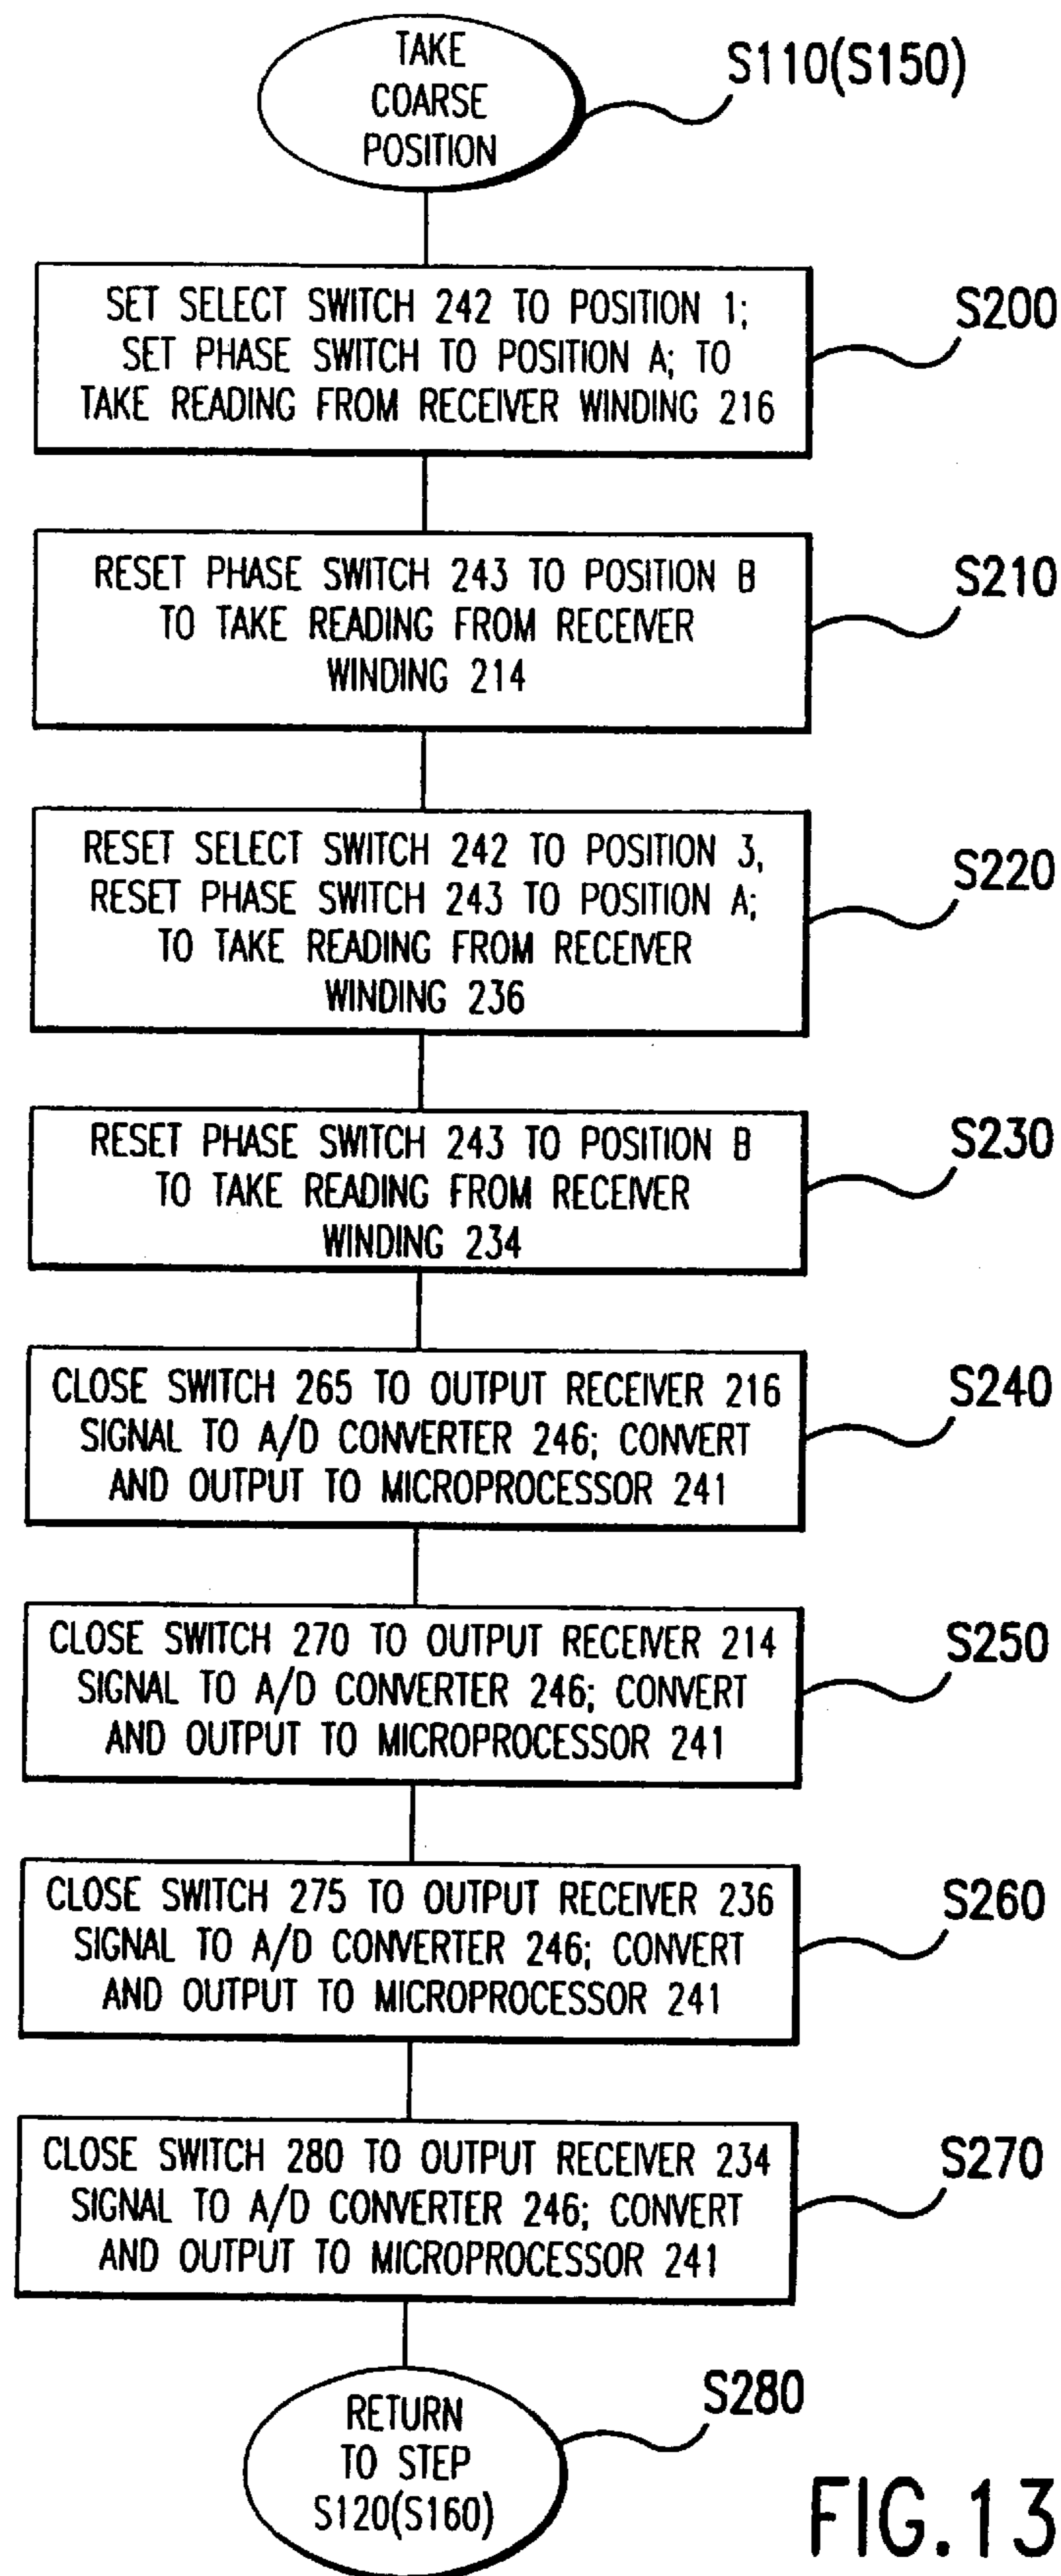 TAKE
COARSE
POSITION
S110(S150)
SET SELECT SWITCH 242 TO POSITION 1;
SET PHASE SWITCH TO POSITION A; TO
TAKE READING FROM RECEIVER WINDING 216
S200
RESET PHASE SWITCH 243 TO POSITION B
TO TAKE READING FROM RECEIVER
WINDING 214
S210
RESET SELECT SWITCH 242 TO POSITION 3,
RESET PHASE SWITCH 243 TO POSITION A;
TO TAKE READING FROM RECEIVER
WINDING 236
S220
RESET PHASE SWITCH 243 TO POSITION B
TO TAKE READING FROM RECEIVER
WINDING 234
S230
CLOSE SWITCH 265 TO OUTPUT RECEIVER 216
SIGNAL TO A/D CONVERTER 246; CONVERT
AND OUTPUT TO MICROPROCESSOR 241
S240
CLOSE SWITCH 270 TO OUTPUT RECEIVER 214
SIGNAL TO A/D CONVERTER 246; CONVERT
AND OUTPUT TO MICROPROCESSOR 241
S250
CLOSE SWITCH 275 TO OUTPUT RECEIVER 236
SIGNAL TO A/D CONVERTER 246; CONVERT
AND OUTPUT TO MICROPROCESSOR 241
S260
CLOSE SWITCH 280 TO OUTPUT RECEIVER 234
SIGNAL TO A/D CONVERTER 246; CONVERT
AND OUTPUT TO MICROPROCESSOR 241
S270
RETURN
TO STEP
S120(S160)
S280
FIG.13